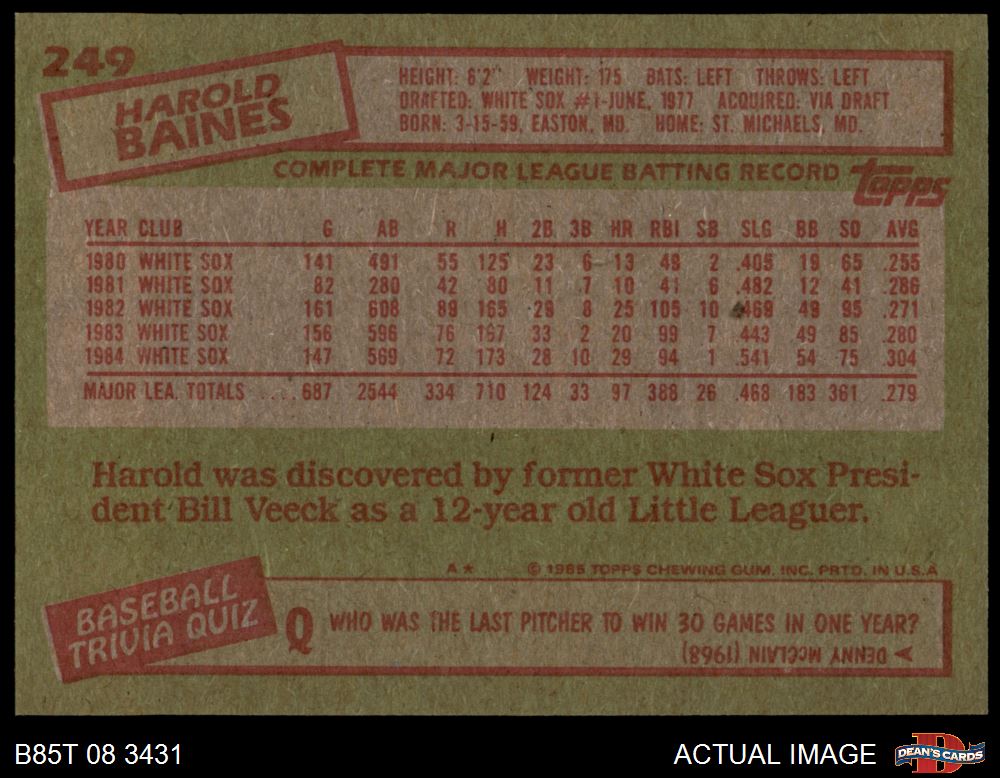 249
HAROLD
BAINES
HEIGHT: 6'2" WEIGHT: 175 BATS: LEFT THROWS: LEFT
DRAFTED: WHITE SOX #1-JUNE, 1977 ACQUIRED: VIA DRAFT
BORN: 3-15-59, EASTON, MD. HOME: ST. MICHAELS, MD.
COMPLETE MAJOR LEAGUE BATTING RECORD topps
YEAR CLUB G AB R H 2B 3B HR RBI SB SLG BB SO AVG
1980 WHITE SOX 141 491 55 125 23 6 13 49 2 .405 19 65 .255
1981 WHITE SOX 82 280 42 80 11 7 10 41 6 .482 12 41 .286
1982 WHITE SOX 161 608 89 165 29 8 25 105 10 .469 49 95 .271
1983 WHITE SOX 156 596 76 167 33 2 20 99 7 .443 49 85 .280
1984 WHITE SOX 147 569 72 173 28 10 29 94 1 .541 54 75 .304
MAJOR LEA. TOTALS .... 687 2544 334 710 124 33 97 388 26 .468 183 361 .279
Harold was discovered by former White Sox Presi-
dent Bill Veeck as a 12-year old Little Leaguer.
A* © 1985 TOPPS CHEWING GUM, INC. PRTD. IN U.S.A
BASEBALL
TRIVIA QUIZ
Q WHO WAS THE LAST PITCHER TO WIN 30 GAMES IN ONE YEAR?
DENNY MCCLAIN (1968)
B85T 08 3431
ACTUAL IMAGE
D
DEAN'S CARDS